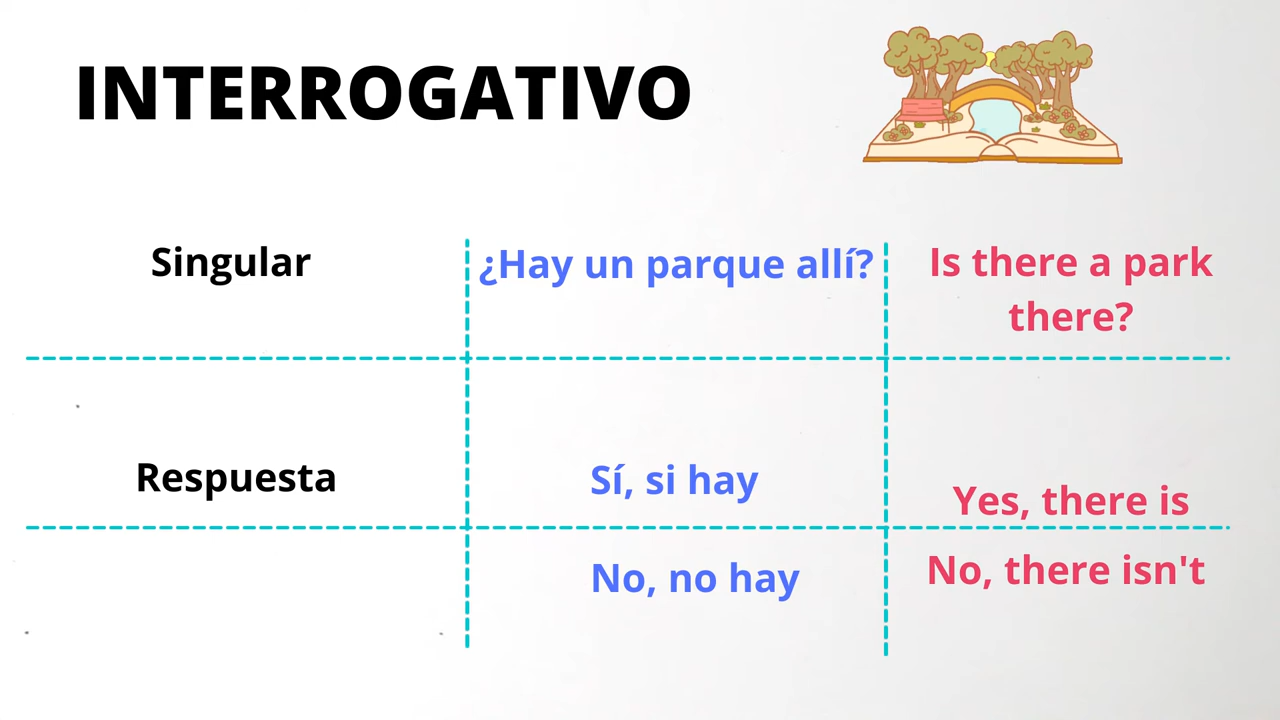 INTERROGATIVO
Singular
¿Hay un parque allí?
Is there a park
there?
Respuesta
Sí, si hay
Yes, there is
No, no hay
No, there isn't